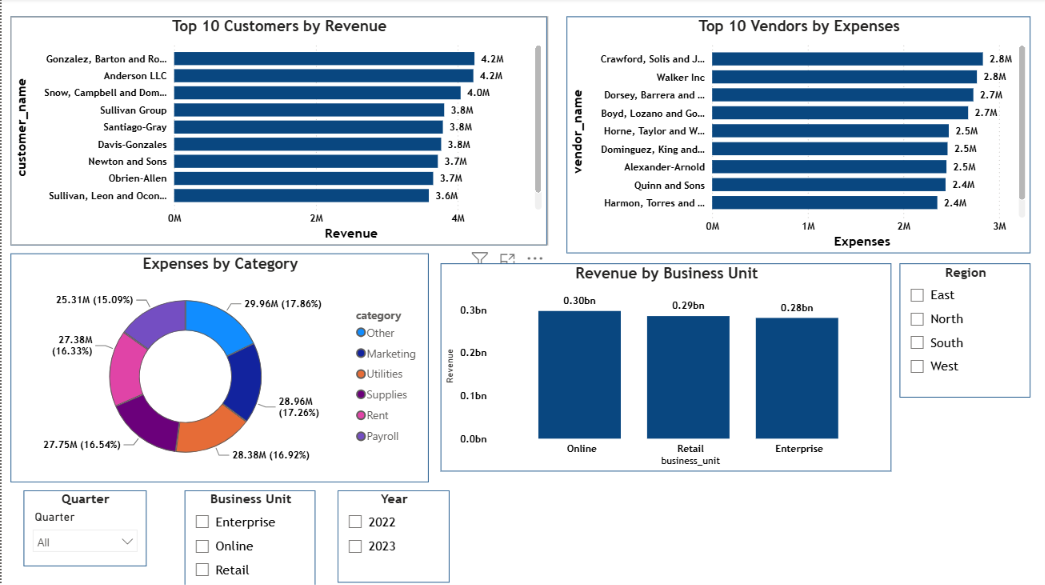 Top 10 Customers by Revenue
customer_name
Gonzalez, Barton and Ro... 4.2M
Anderson LLC 4.2M
Snow, Campbell and Dom... 4.0M
Sullivan Group 3.8M
Santiago-Gray 3.8M
Davis-Gonzales 3.8M
Newton and Sons 3.7M
Obrien-Allen 3.7M
Sullivan, Leon and Ocon... 3.6M
0M 2M 4M
Revenue
Top 10 Vendors by Expenses
vendor_name
Crawford, Solis and J... 2.8M
Walker Inc 2.8M
Dorsey, Barrera and ... 2.7M
Boyd, Lozano and Go... 2.7M
Horne, Taylor and W... 2.5M
Dominguez, King and... 2.5M
Alexander-Arnold 2.5M
Quinn and Sons 2.4M
Harmon, Torres and ... 2.4M
0M 1M 2M 3M
Expenses
Expenses by Category
29.96M (17.86%)
28.96M
(17.26%)
28.38M (16.92%)
27.75M (16.54%)
27.38M
(16.33%)
25.31M (15.09%)
category
Other
Marketing
Utilities
Supplies
Rent
Payroll
Revenue by Business Unit
Revenue
0.3bn
0.2bn
0.1bn
0.0bn
0.30bn 0.29bn 0.28bn
Online Retail Enterprise
business_unit
Region
East
North
South
West
Quarter
Quarter
All
Business Unit
Enterprise
Online
Retail
Year
2022
2023